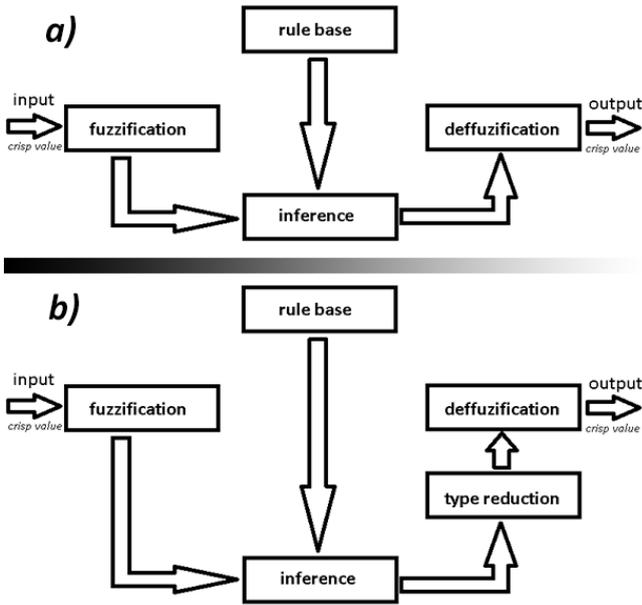 a)
rule base
input
crisp value
fuzzification
deffuzification
output
crisp value
inference
b)
rule base
input
crisp value
fuzzification
deffuzification
output
crisp value
type reduction
inference